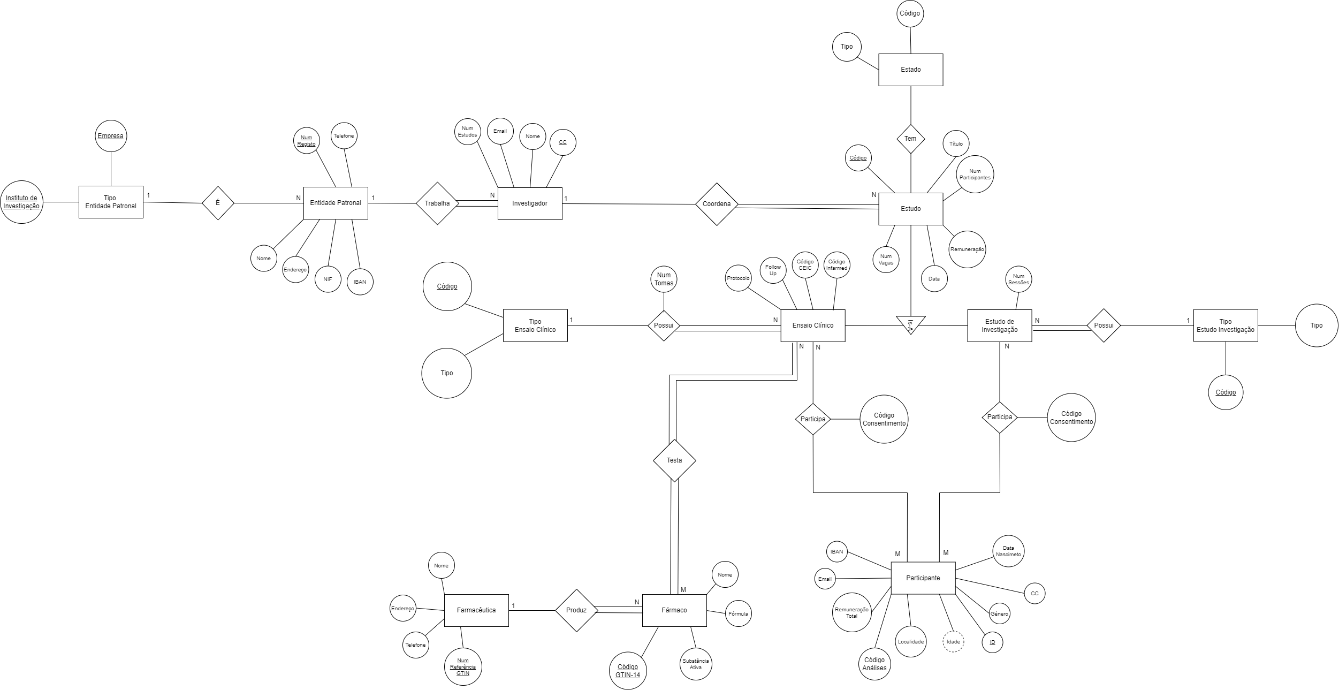 Código
Tipo
Estado
Tem
Empresa
Instituto de
Investigação
Tipo
Entidade Patronal
1
É
N
Num
Registo
Telefone
Entidade Patronal
Nome
Endereço
NIF
IBAN
1
Trabalha
N
Num
Estudos
Email
Nome
CC
Investigador
1
Coordena
N
Código
Título
Num
Participantes
Estudo
Num
Vagas
Data
Remuneração
Código
Tipo
Tipo
Ensaio Clínico
1
Num
Tomas
Possui
N
Protocolo
Follow
Up
Código
CEIC
Código
Infarmed
Ensaio Clínico
N
N
Num
Sessões
Estudo de
Investigação
N
N
Possui
1
Tipo
Estudo Investigação
Tipo
Código
Participa
Código
Consentimento
Participa
Código
Consentimento
Testa
M
M
M
Nome
Endereço
Telefone
Num
Referência
GTIN
Farmacêutica
1
Produz
N
Fármaco
Nome
Fórmula
Substância
Ativa
Código
GTIN-14
IBAN
Email
Remuneração
Total
Código
Análises
Localidade
Idade
ID
Género
CC
Data
Nascimeto
Participante